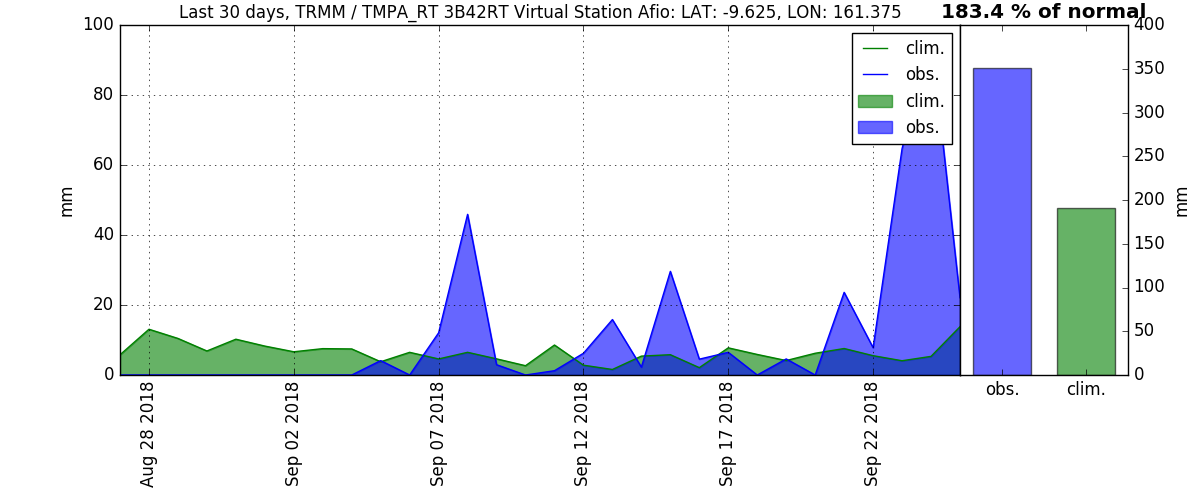 Last 30 days, TRMM / TMPA_RT 3B42RT Virtual Station Afio: LAT: -9.625, LON: 161.375
183.4 % of normal
100
80
60
40
20
0
mm
clim.
obs.
clim.
obs.
400
350
300
250
200
150
100
50
0
mm
obs.
clim.
Aug 28 2018
Sep 02 2018
Sep 07 2018
Sep 12 2018
Sep 17 2018
Sep 22 2018